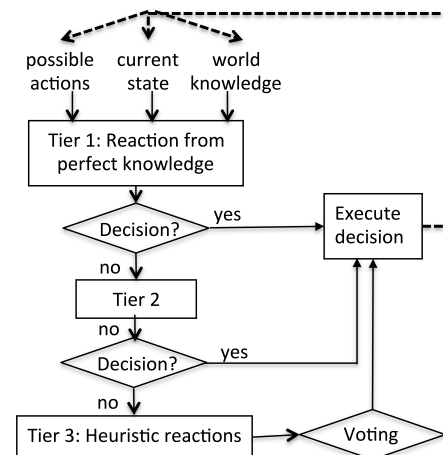 possible current world
actions state knowledge
Tier 1: Reaction from
perfect knowledge
Decision? yes
Execute
decision
no
Tier 2
no
Decision? yes
no
Tier 3: Heuristic reactions
Voting